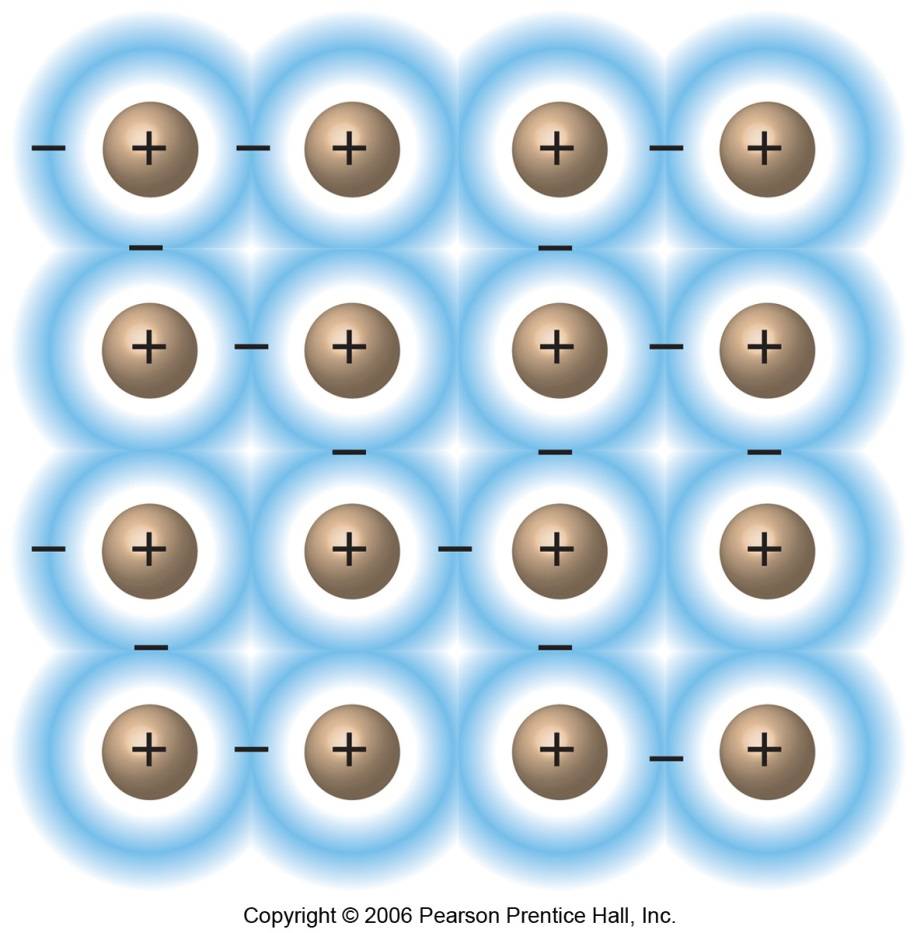 − + − + + − +
− −
+ − + + − +
− − −
− + + − + +
− −
+ − + + − +
Copyright © 2006 Pearson Prentice Hall, Inc.